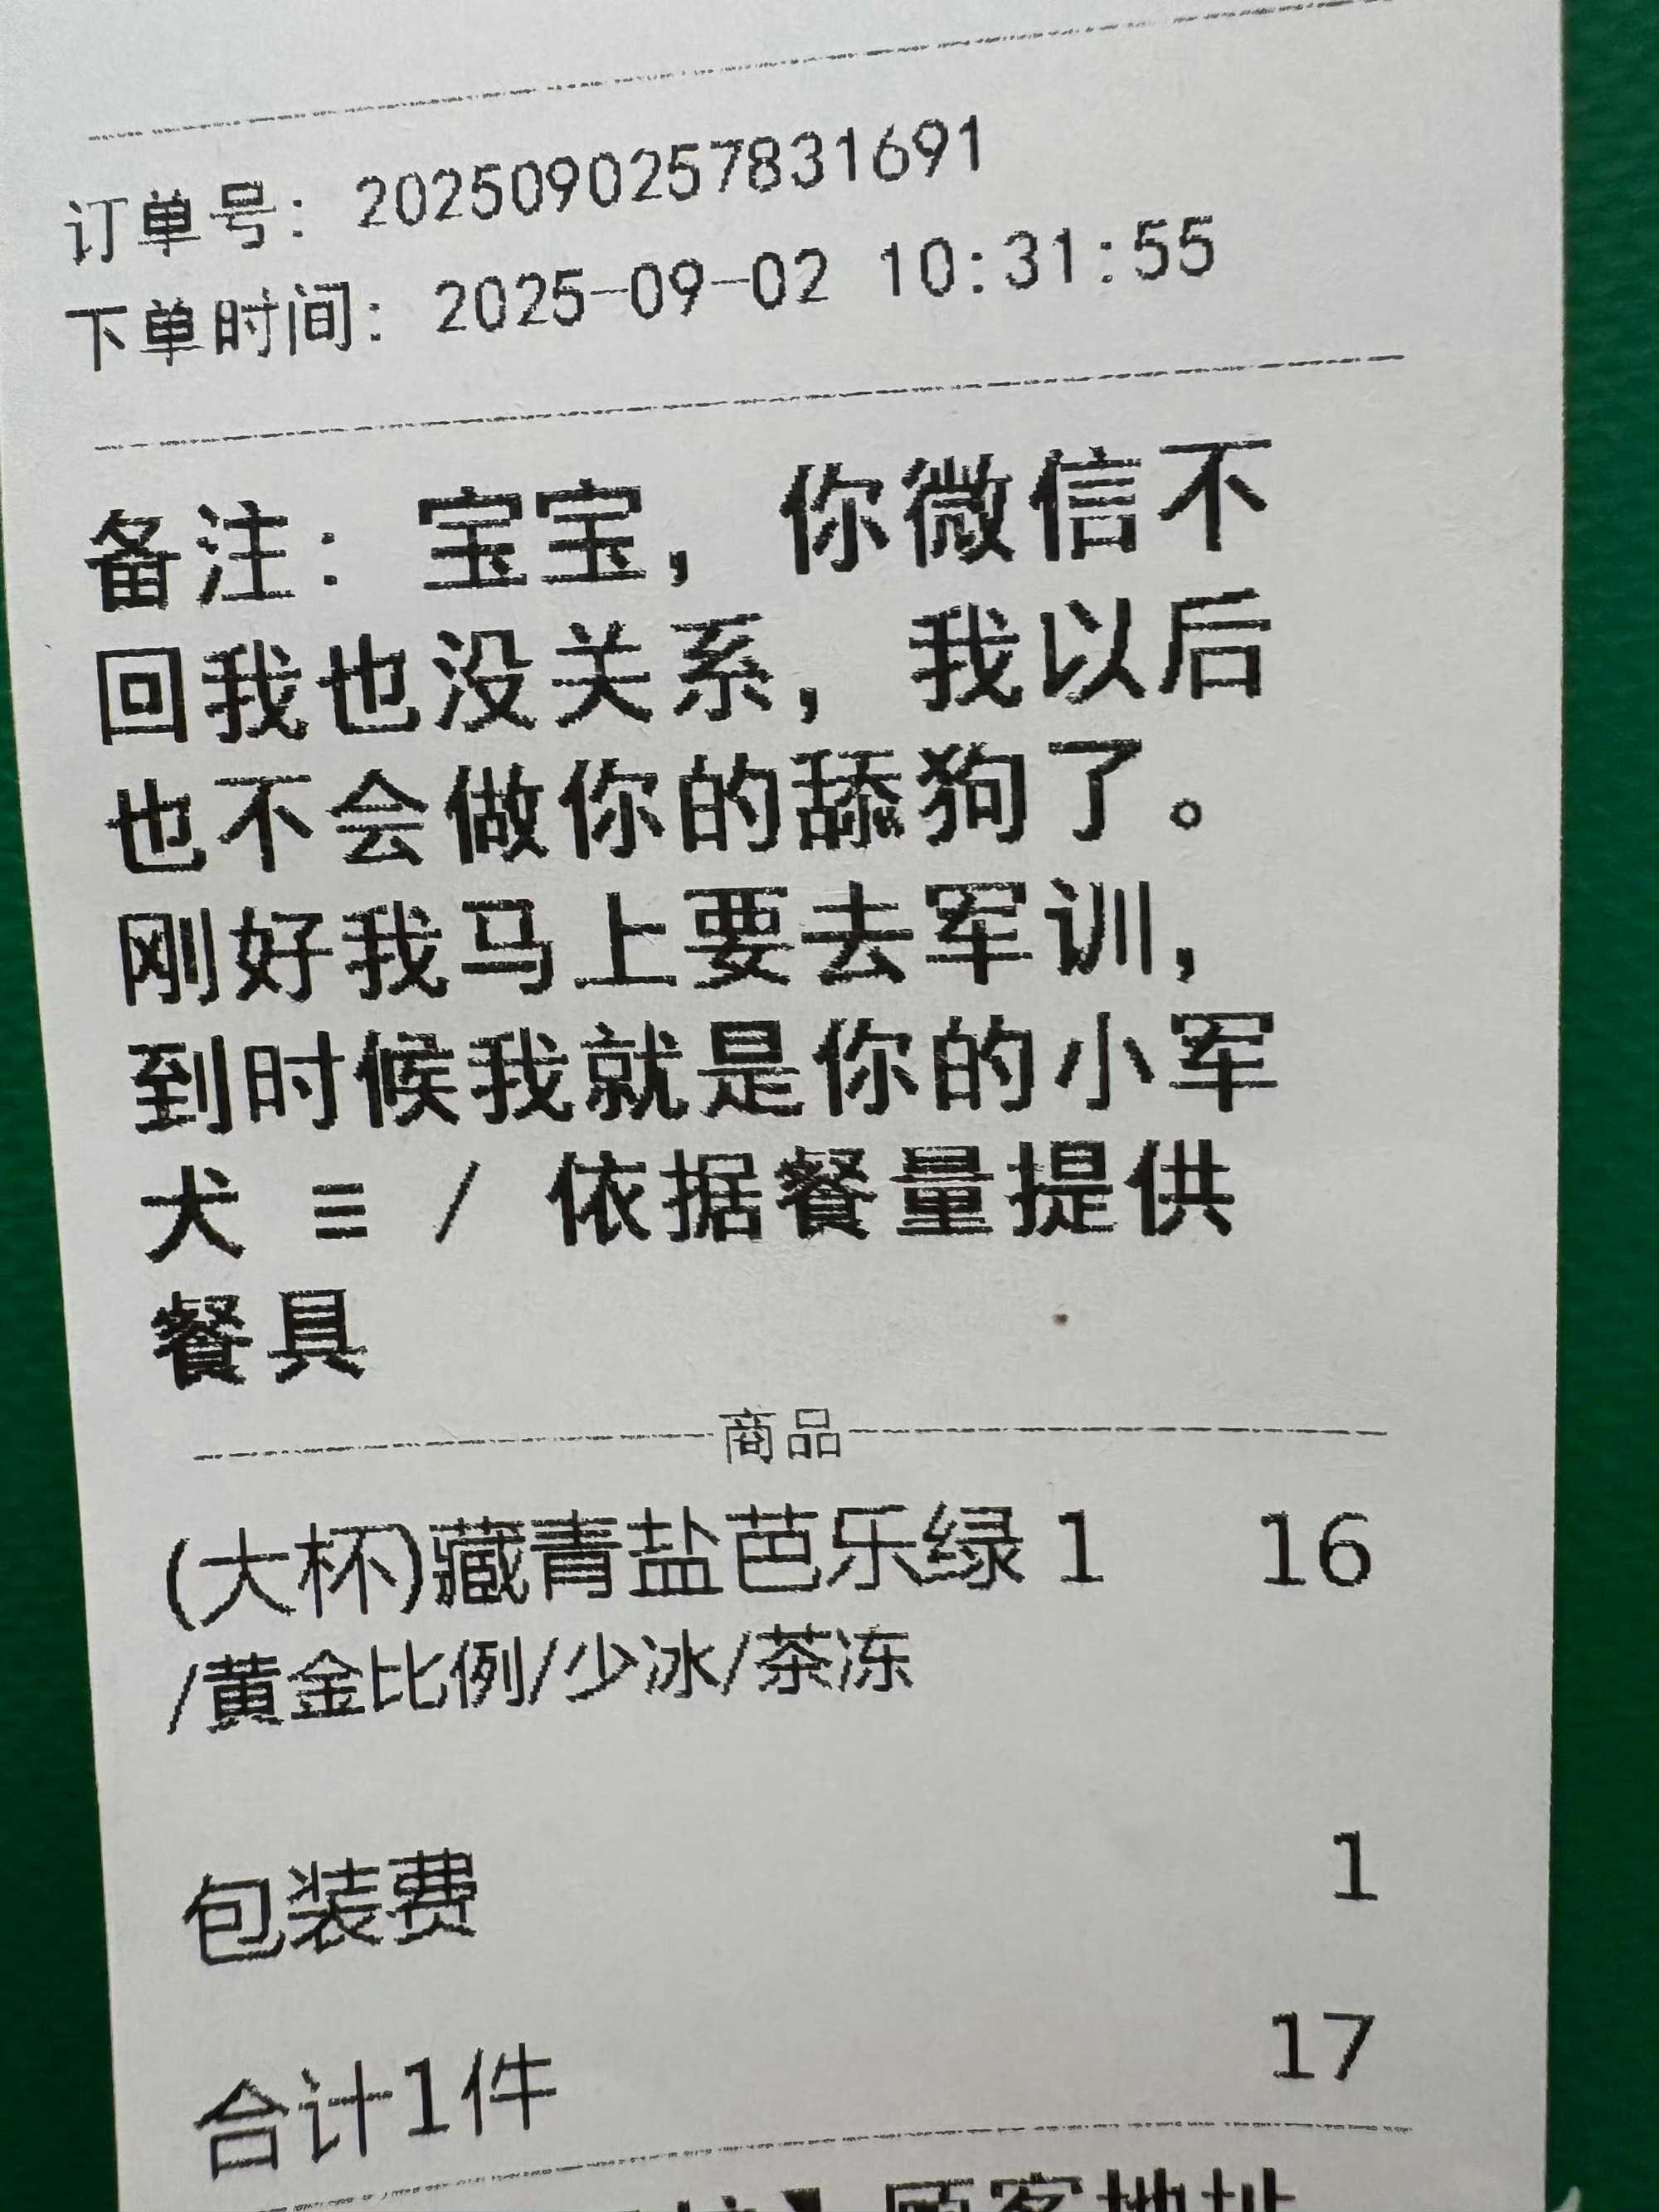 订单号: 2025090257831691
下单时间: 2025-09-02 10:31:55
备注: 宝宝, 你微信不
回我也没关系, 我以后
也不会做你的舔狗了。
刚好我马上要去军训,
到时候我就是你的小军
犬 ≡ / 依据餐量提供
餐具
商品
(大杯)藏青盐芭乐绿 1 16
/黄金比例/少冰/茶冻
包装费 1
合计1件 17
顾客地址